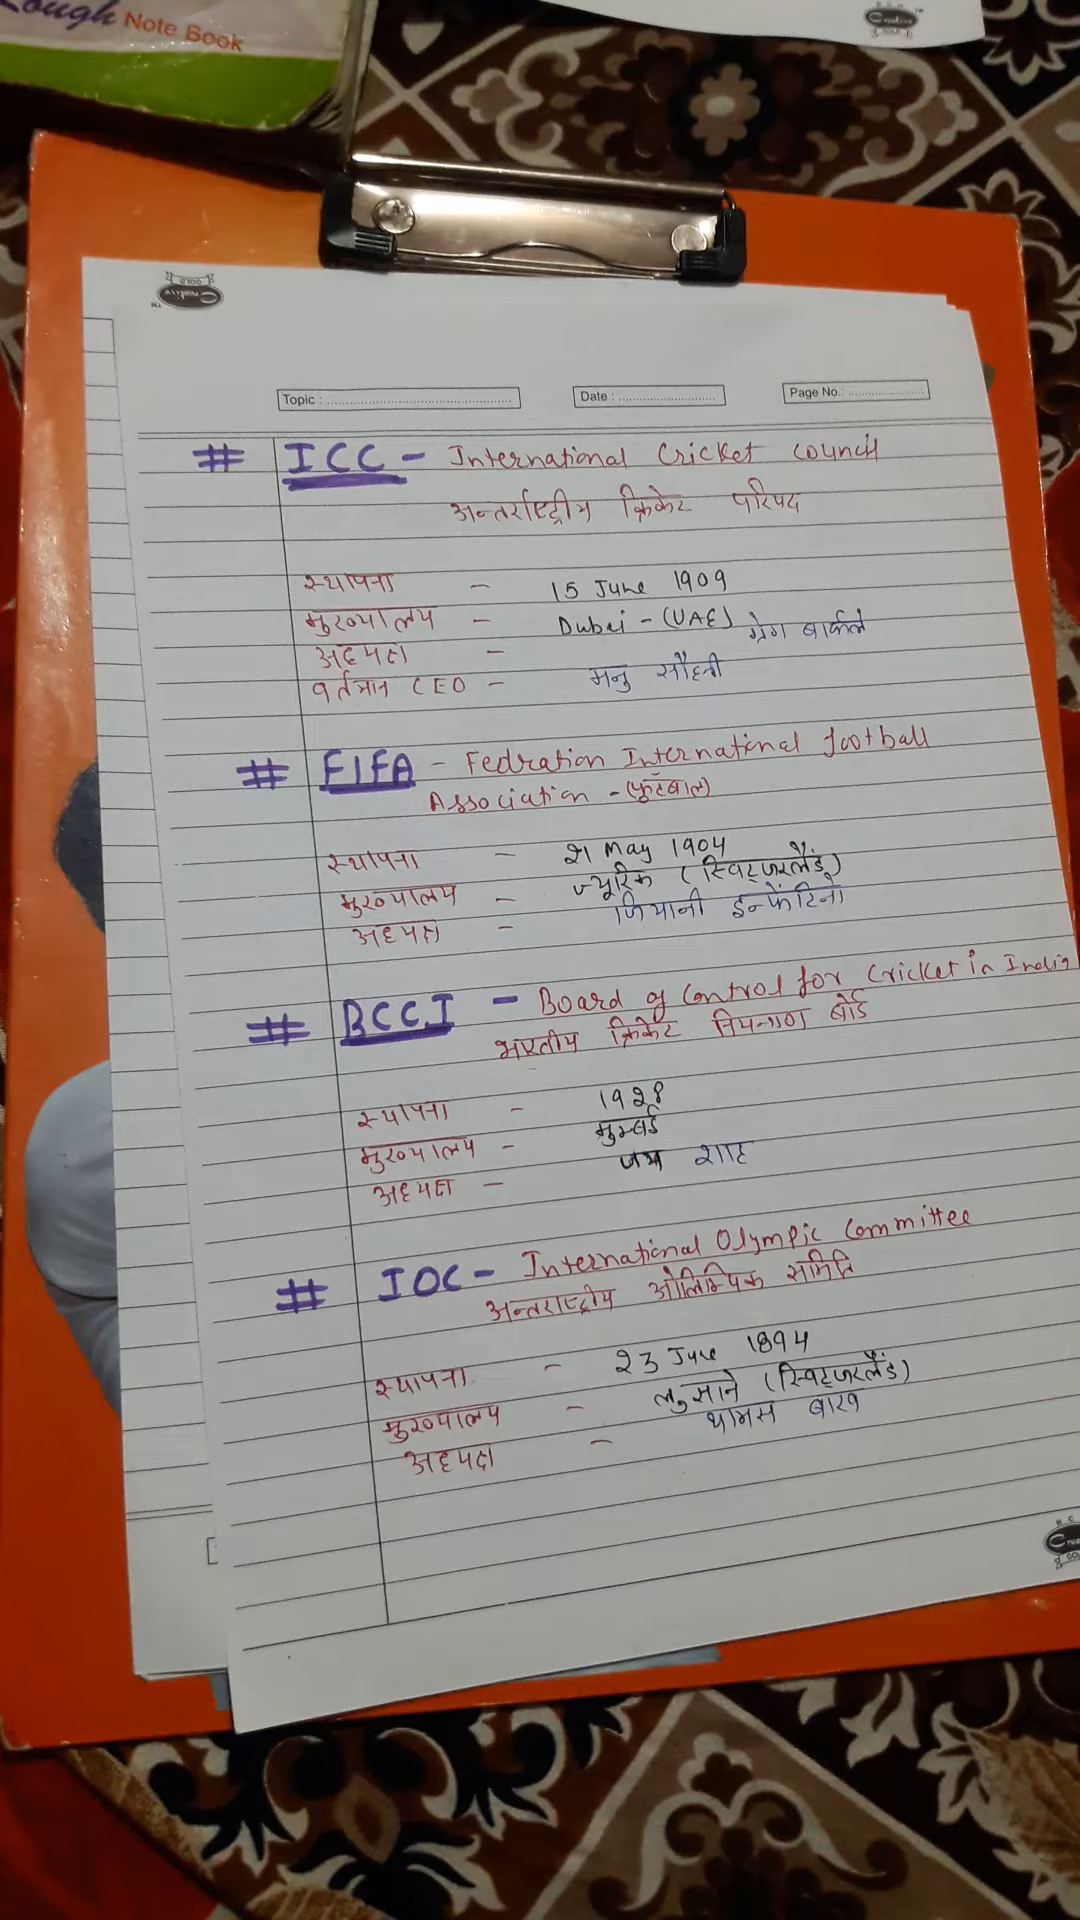 Rough Note Book
Creative
GOLD
Creative
Topic :
Date :
Page No.:
# ICC - International Cricket Council
अन्तर्राष्ट्रीय क्रिकेट परिषद
स्थापना - 15 June 1909
मुख्यालय - Dubai - (UAE)
अध्यक्ष - ग्रेग बार्कले
वर्तमान CEO - मनु सौहनी
# FIFA - Fedration International football
Association - (फुटबाल)
स्थापना - 21 May 1904
मुख्यालय - ज्यूरिक (स्विट्जरलैंड)
अध्यक्ष - जियानी इन्फेंटिनो
# BCCI - Board of Control for Cricket in India
भारतीय क्रिकेट नियन्त्रण बोर्ड
स्थापना - 1928
मुख्यालय - मुम्बई
अध्यक्ष - जय शाह
# IOC - International Olympic Committee
अन्तराष्ट्रीय ओलिम्पिक समिति
स्थापना - 23 June 1894
मुख्यालय - लुसाने (स्विट्जरलैंड)
अध्यक्ष - थामस बाख